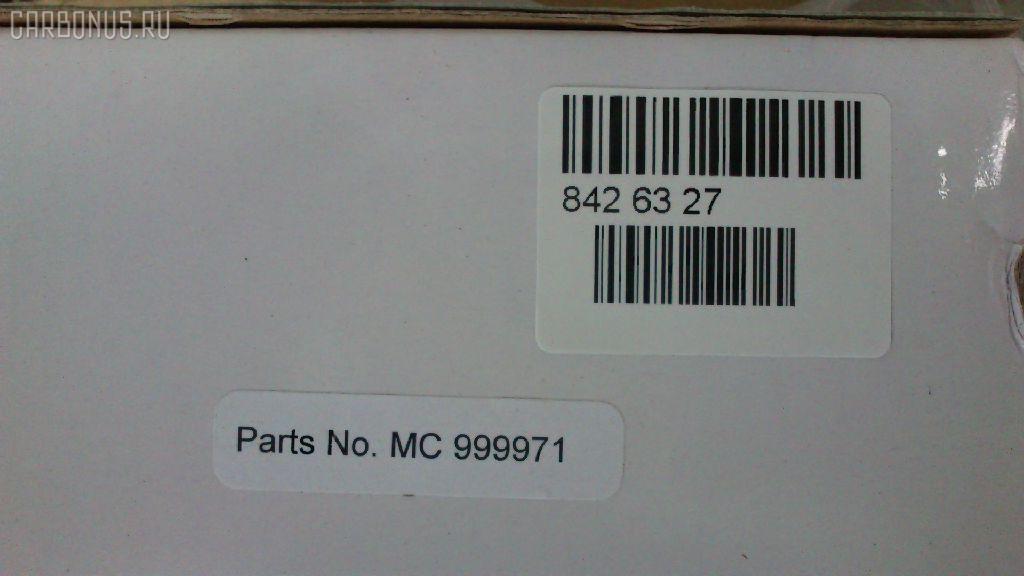 CARBONUS.RU
842 63 27
Parts No. MC 999971